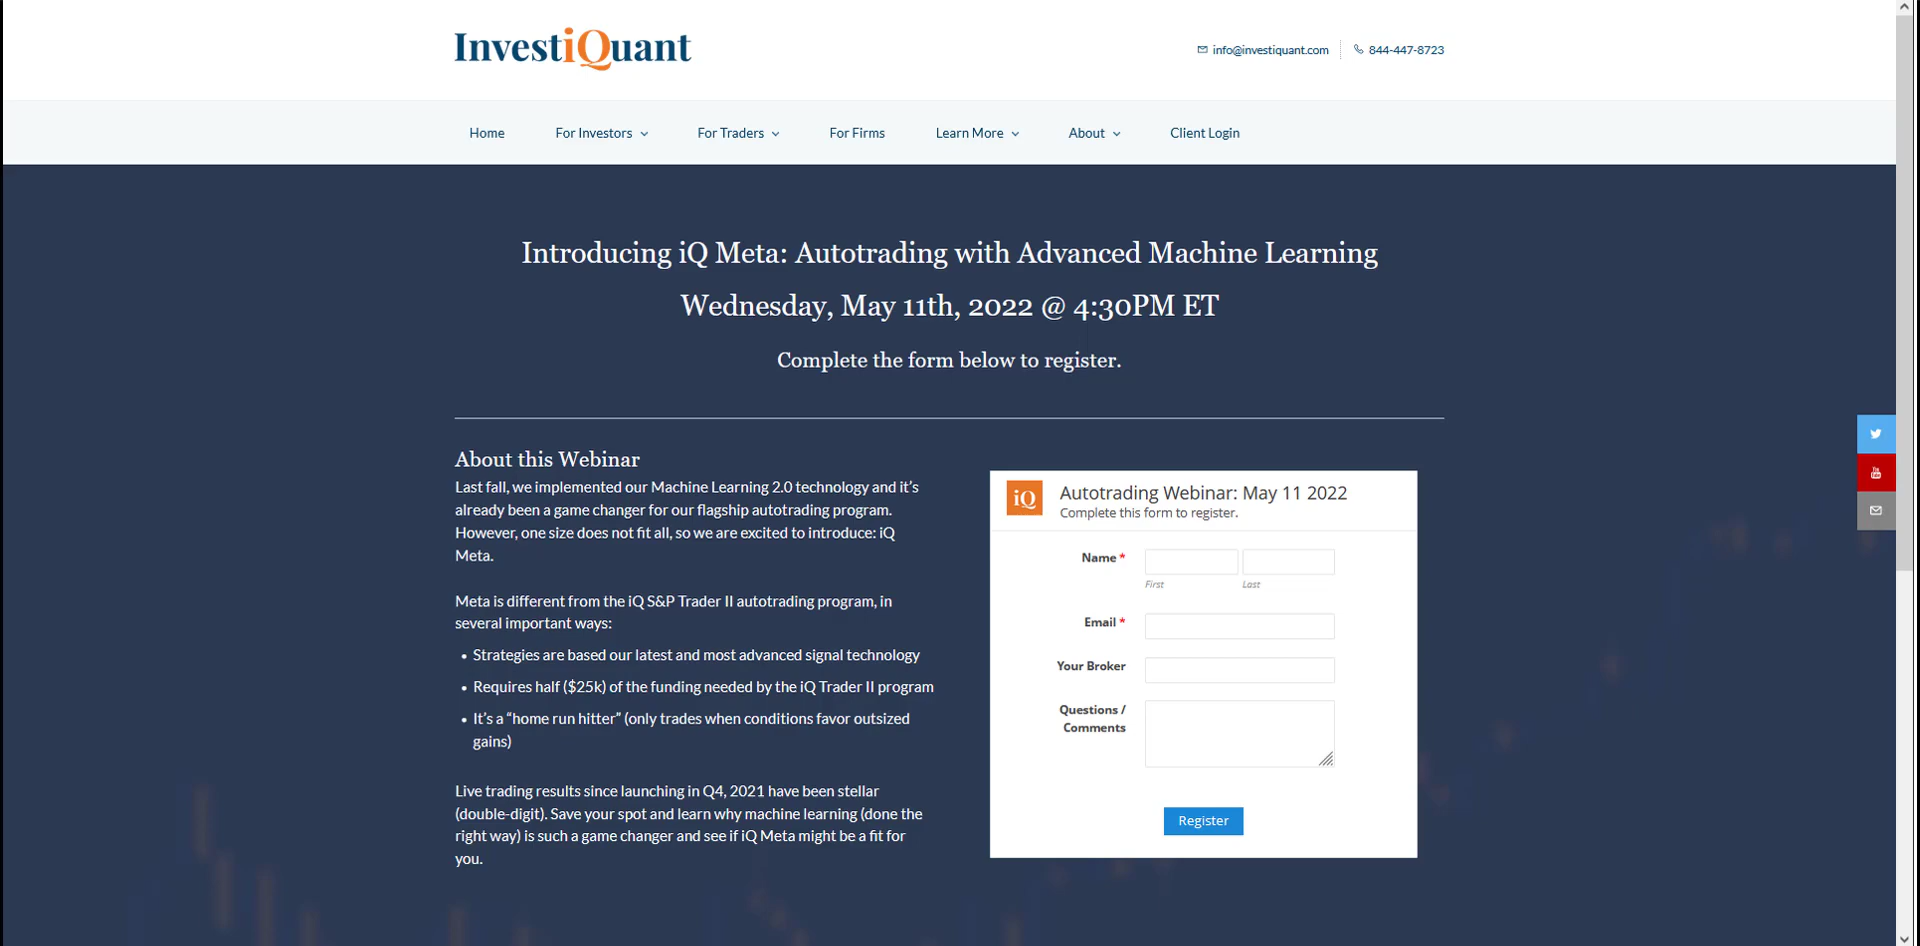 InvestiQuant
info@investiquant.com
844-447-8723
Home
For Investors
For Traders
For Firms
Learn More
About
Client Login
Introducing iQ Meta: Autotrading with Advanced Machine Learning
Wednesday, May 11th, 2022 @ 4:30PM ET
Complete the form below to register.
About this Webinar
Last fall, we implemented our Machine Learning 2.0 technology and it’s
already been a game changer for our flagship autotrading program.
However, one size does not fit all, so we are excited to introduce: iQ
Meta.
Meta is different from the iQ S&P Trader II autotrading program, in
several important ways:
• Strategies are based our latest and most advanced signal technology
• Requires half ($25k) of the funding needed by the iQ Trader II program
• It’s a “home run hitter” (only trades when conditions favor outsized
gains)
Live trading results since launching in Q4, 2021 have been stellar
(double-digit). Save your spot and learn why machine learning (done the
right way) is such a game changer and see if iQ Meta might be a fit for
you.
iQ
Autotrading Webinar: May 11 2022
Complete this form to register.
Name *
First
Last
Email *
Your Broker
Questions /
Comments
Register
You